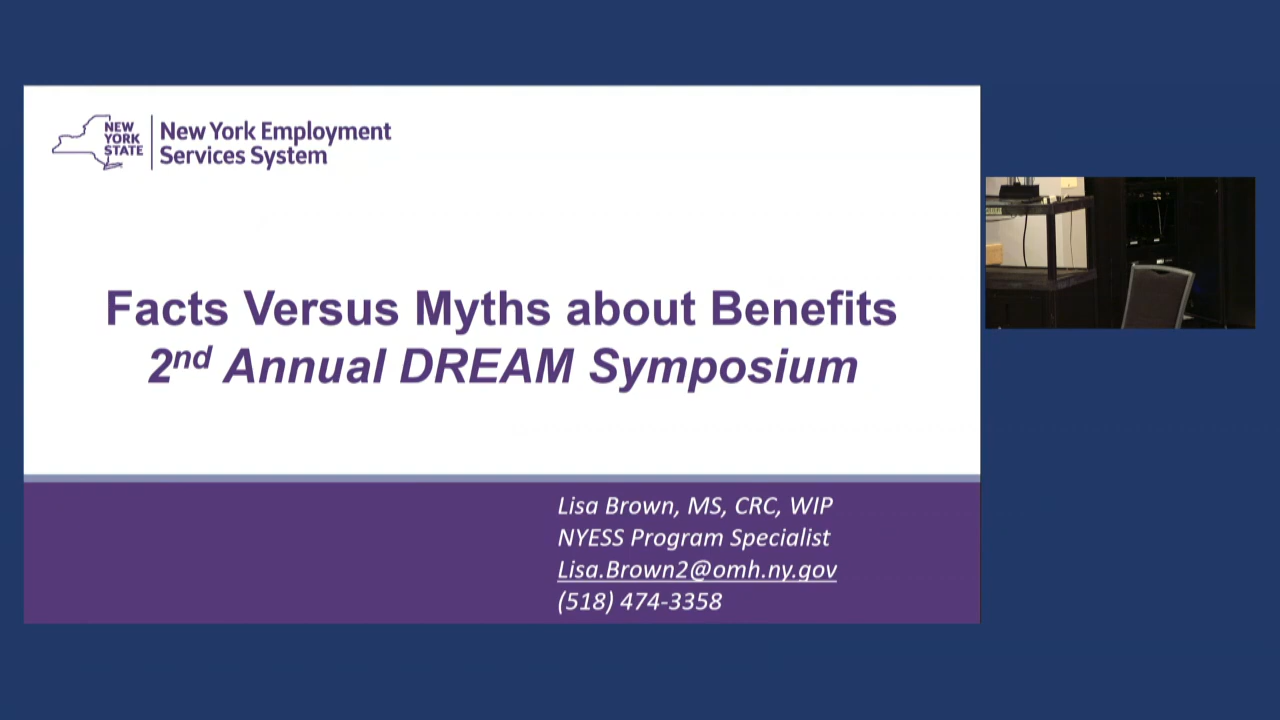 NEW
YORK
STATE
New York Employment
Services System
Facts Versus Myths about Benefits
2nd Annual DREAM Symposium
Lisa Brown, MS, CRC, WIP
NYESS Program Specialist
Lisa.Brown2@omh.ny.gov
(518) 474-3358